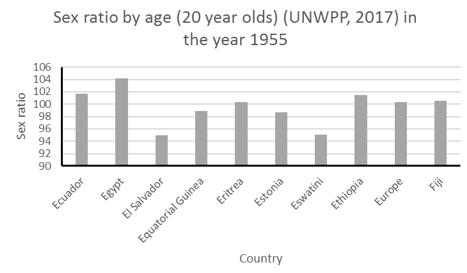 Sex ratio by age (20 year olds) (UNWPP, 2017) in
the year 1955
106
104
102
100
98
96
94
92
90
Sex ratio
Ecuador
Egypt
El Salvador
Equatorial Guinea
Eritrea
Estonia
Eswatini
Ethiopia
Europe
Fiji
Country